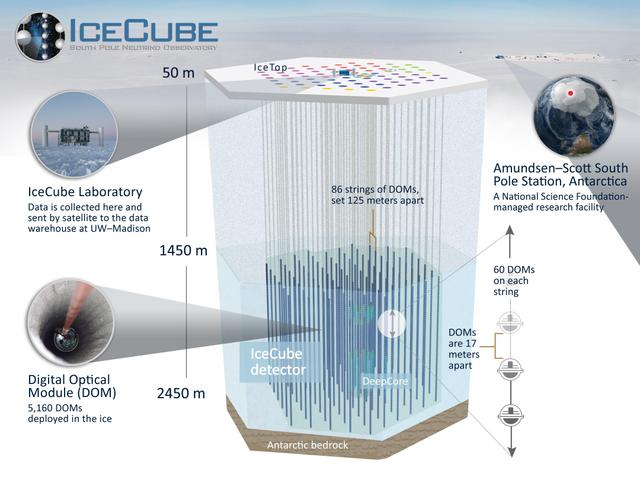 ICECUBE
SOUTH POLE NEUTRINO OBSERVATORY
50 m
IceTop
IceCube Laboratory
Data is collected here and
sent by satellite to the data
warehouse at UW–Madison
Amundsen–Scott South
Pole Station, Antarctica
A National Science Foundation-
managed research facility
86 strings of DOMs,
set 125 meters apart
1450 m
60 DOMs
on each
string
DOMs
are 17
meters
apart
IceCube
detector
DeepCore
Digital Optical
Module (DOM)
5,160 DOMs
deployed in the ice
2450 m
Antarctic bedrock